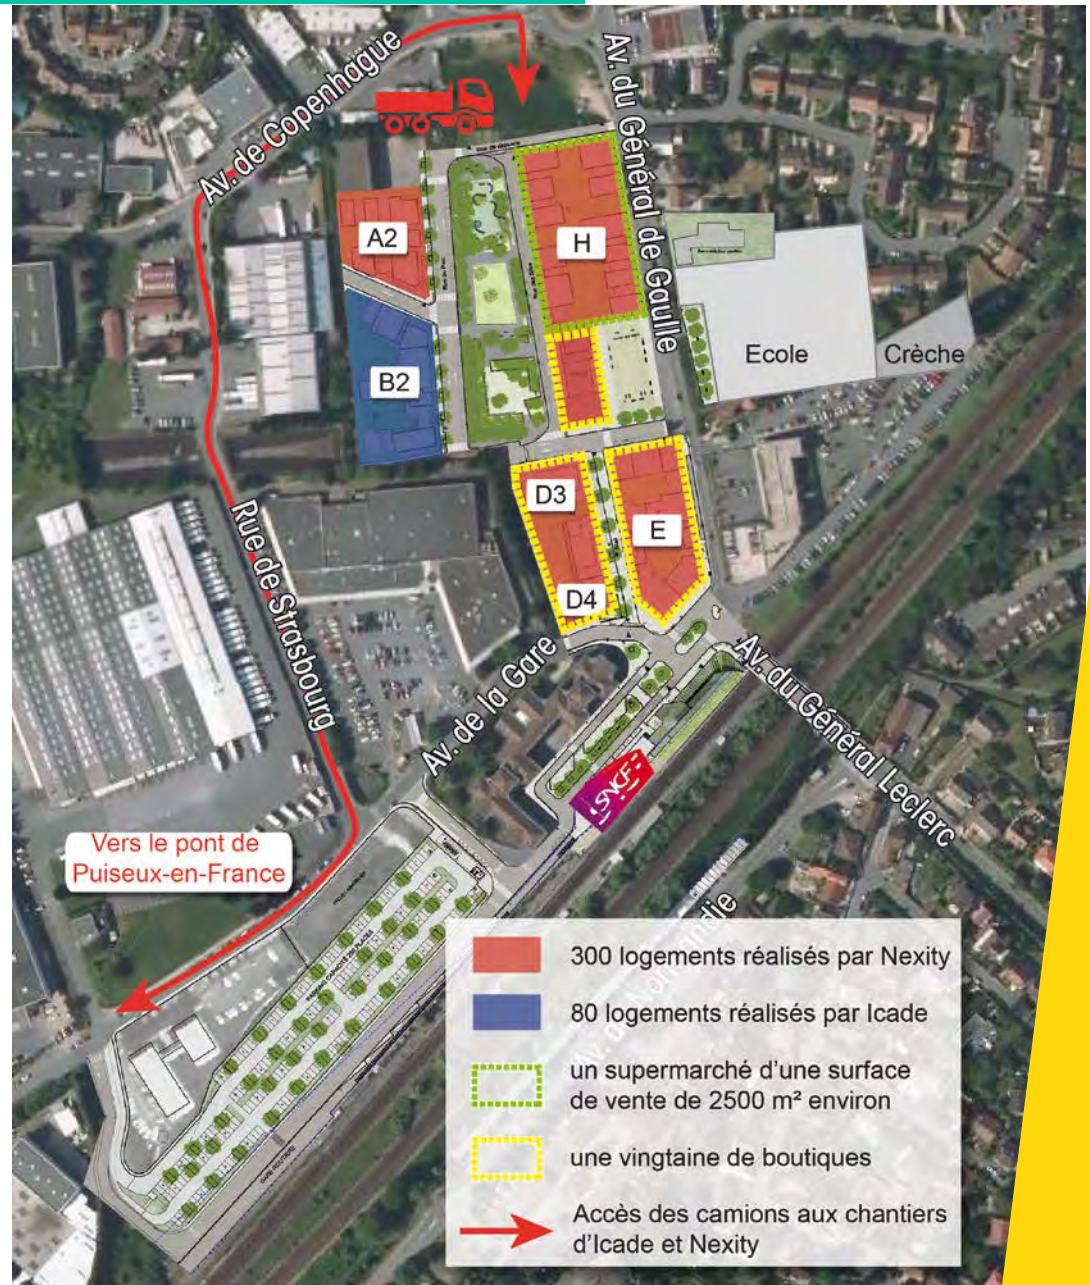 Av. de Copenhague
Av. du Général de Gaulle
A2
H
B2
Ecole
Crèche
D3
E
D4
Rue de Strasbourg
Av. de la Gare
Av. du Général Leclerc
SNCF
Vers le pont de
Puiseux-en-France
GARE ROUTIERE
300 logements réalisés par Nexity
80 logements réalisés par Icade
un supermarché d'une surface
de vente de 2500 m² environ
une vingtaine de boutiques
Accès des camions aux chantiers
d'Icade et Nexity